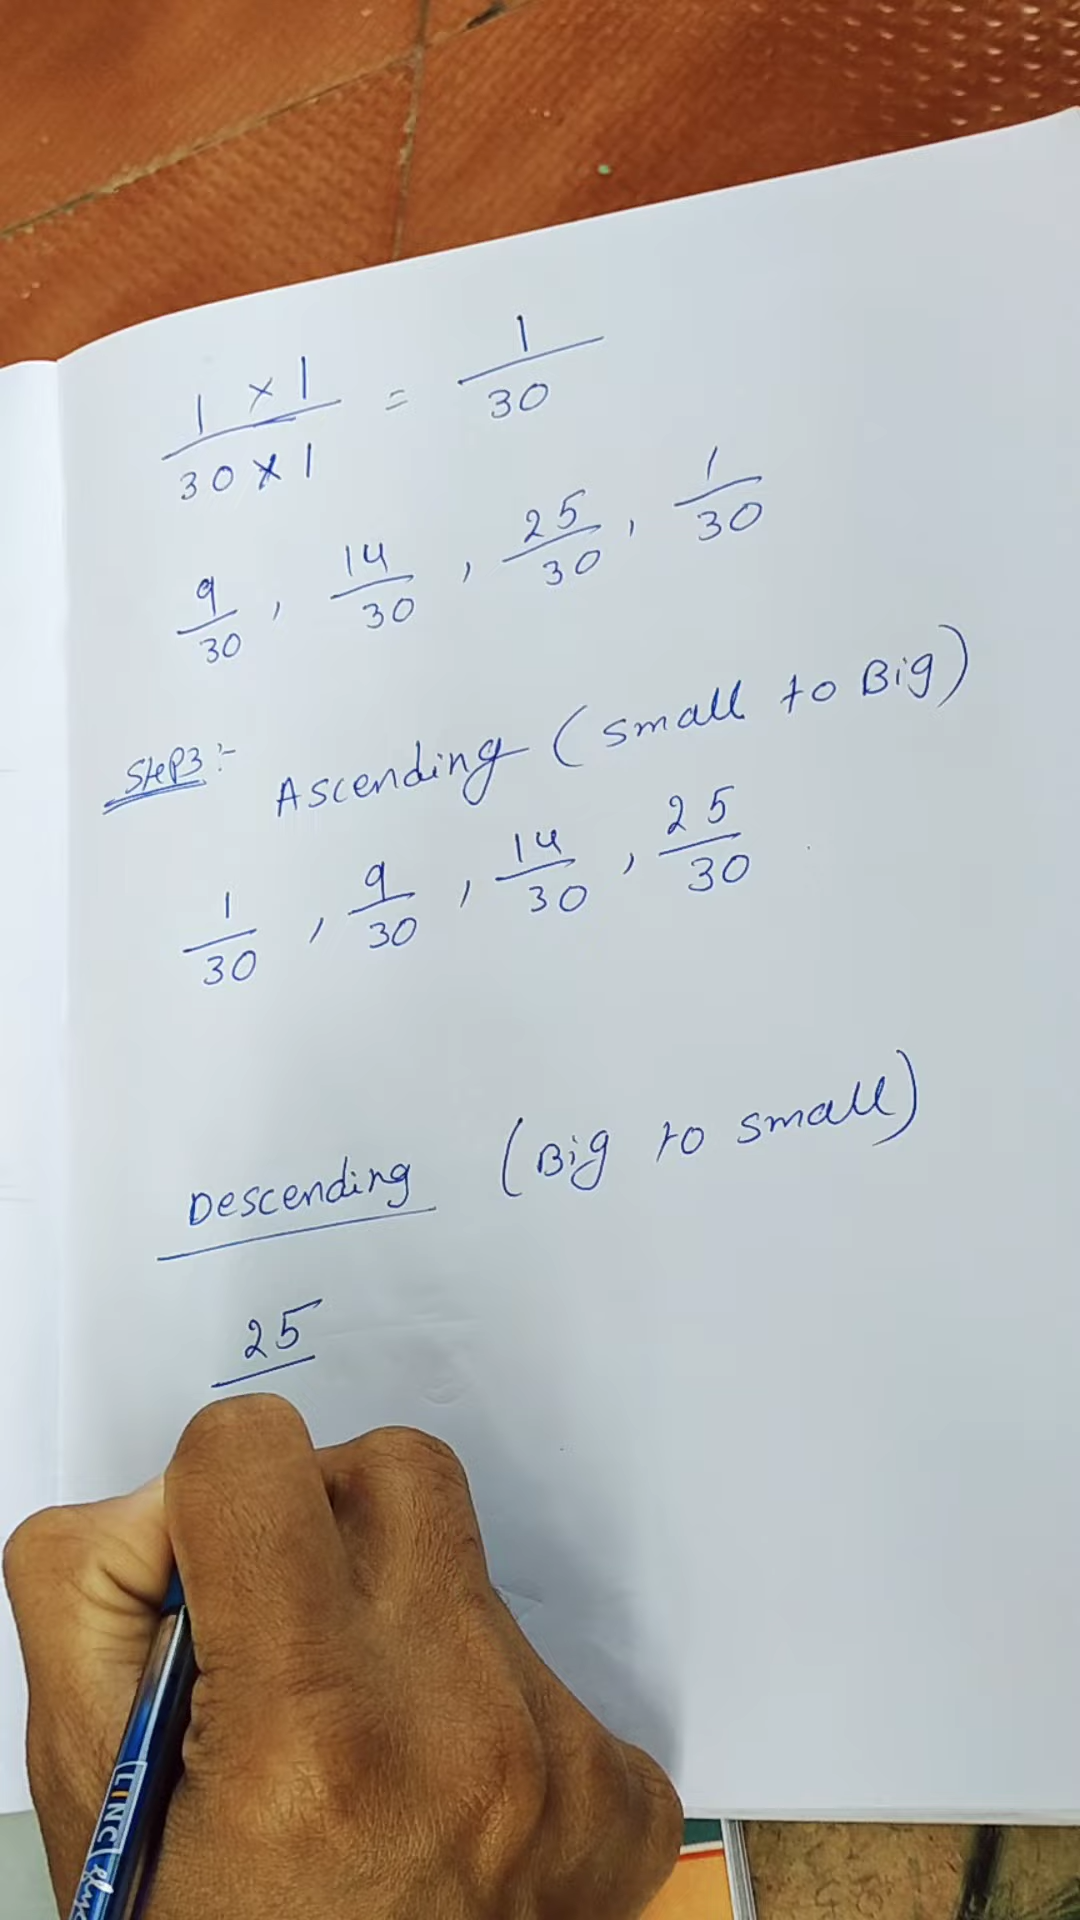 1 × 1 / 30 × 1 = 1/30
9/30, 14/30, 25/30, 1/30
Step3:- Ascending (small to Big)
1/30, 9/30, 14/30, 25/30
Descending (Big to small)
25
LINC